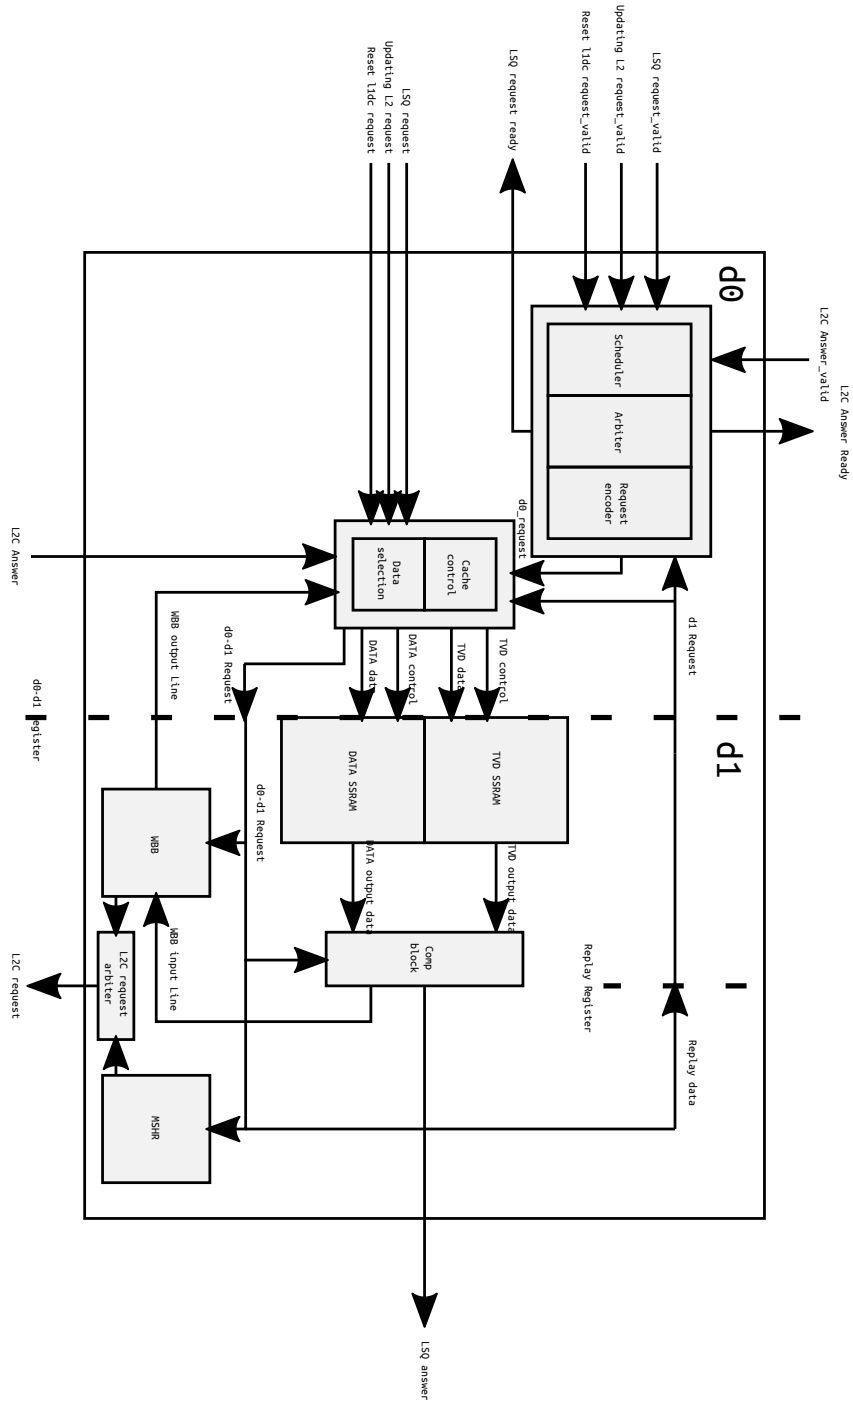 LSQ request_valid
Updating L2 request_valid
Reset l1dc request_valid
LSQ request ready
LSQ request
Updating L2 request
Reset l1dc request
d0
L2C Answer_valid
L2C Answer Ready
Scheduler
Arbiter
Request
encoder
d0_request
Cache
control
Data
selection
L2C Answer
WBB output Line
d0-d1 Request
DATA data
DATA control
TVD data
TVD control
d1 Request
d0-d1 register
d1
TVD SSRAM
DATA SSRAM
d0-d1 Request
WBB
TVD output data
DATA output data
Comp
block
WBB input Line
L2C request
arbiter
L2C request
Replay Register
Replay data
MSHR
LSQ answer